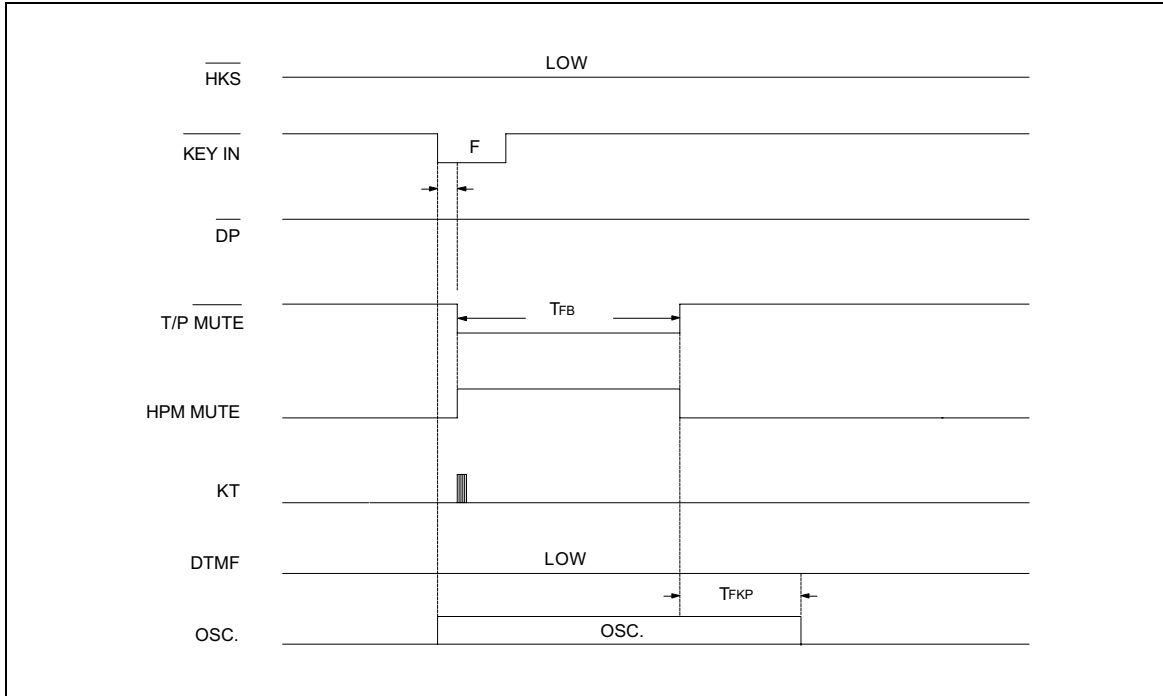 HKS LOW
KEY IN F
DP
T/P MUTE TFB
HPM MUTE
KT
DTMF LOW
TFKP
OSC. OSC.